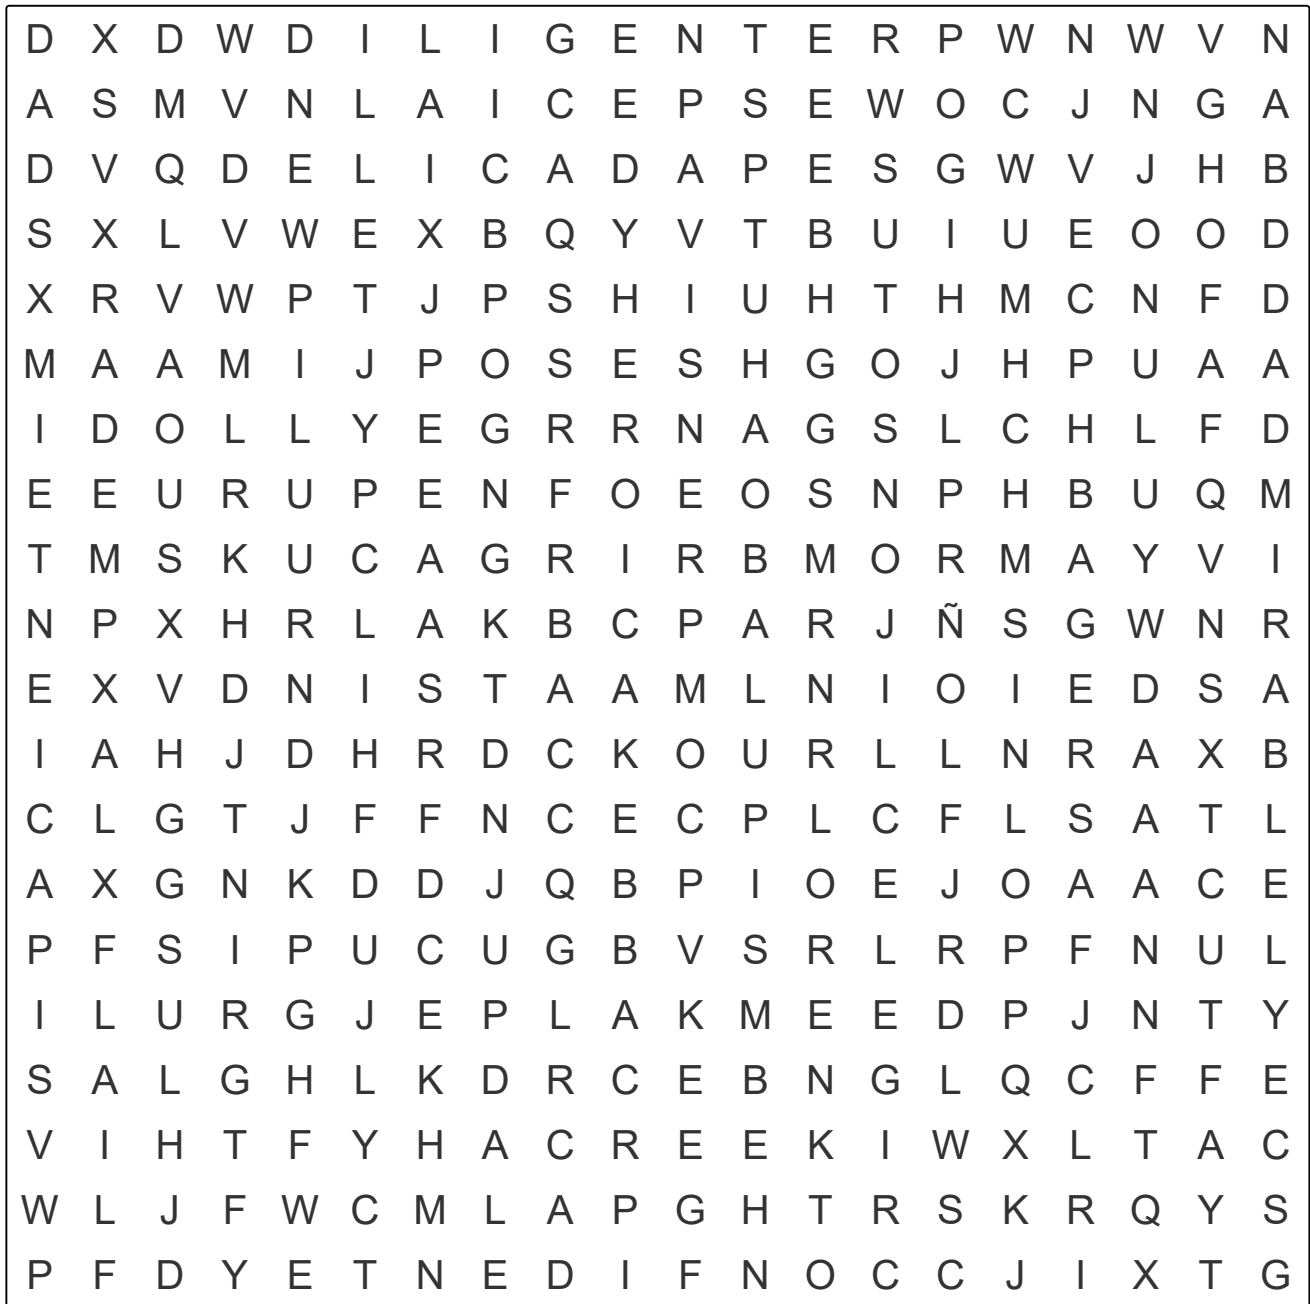 D X D W D I L I G E N T E R P W N W V N
A S M V N L A I C E P S E W O C J N G A
D V Q D E L I C A D A P E S G W V J H B
S X L V W E X B Q Y V T B U I U E O O D
X R V W P T J P S H I U H T H M C N F D
M A A M I J P O S E S H G O J H P U A A
I D O L L Y E G R R N A G S L C H L F D
E E U R U P E N F O E O S N P H B U Q M
T M S K U C A G R I R B M O R M A Y V I
N P X H R L A K B C P A R J Ñ S G W N R
E X V D N I S T A A M L N I O I E D S A
I A H J D H R D C K O U R L L N R A X B
C L G T J F F N C E C P L C F L S A T L
A X G N K D D J Q B P I O E J O A A C E
P F S I P U C U G B V S R L R P F N U L
I L U R G J E P L A K M E E D P J N T Y
S A L G H L K D R C E B N G L Q C F F E
V I H T F Y H A C R E E K I W X L T A C
W L J F W C M L A P G H T R S K R Q Y S
P F D Y E T N E D I F N O C C J I X T G